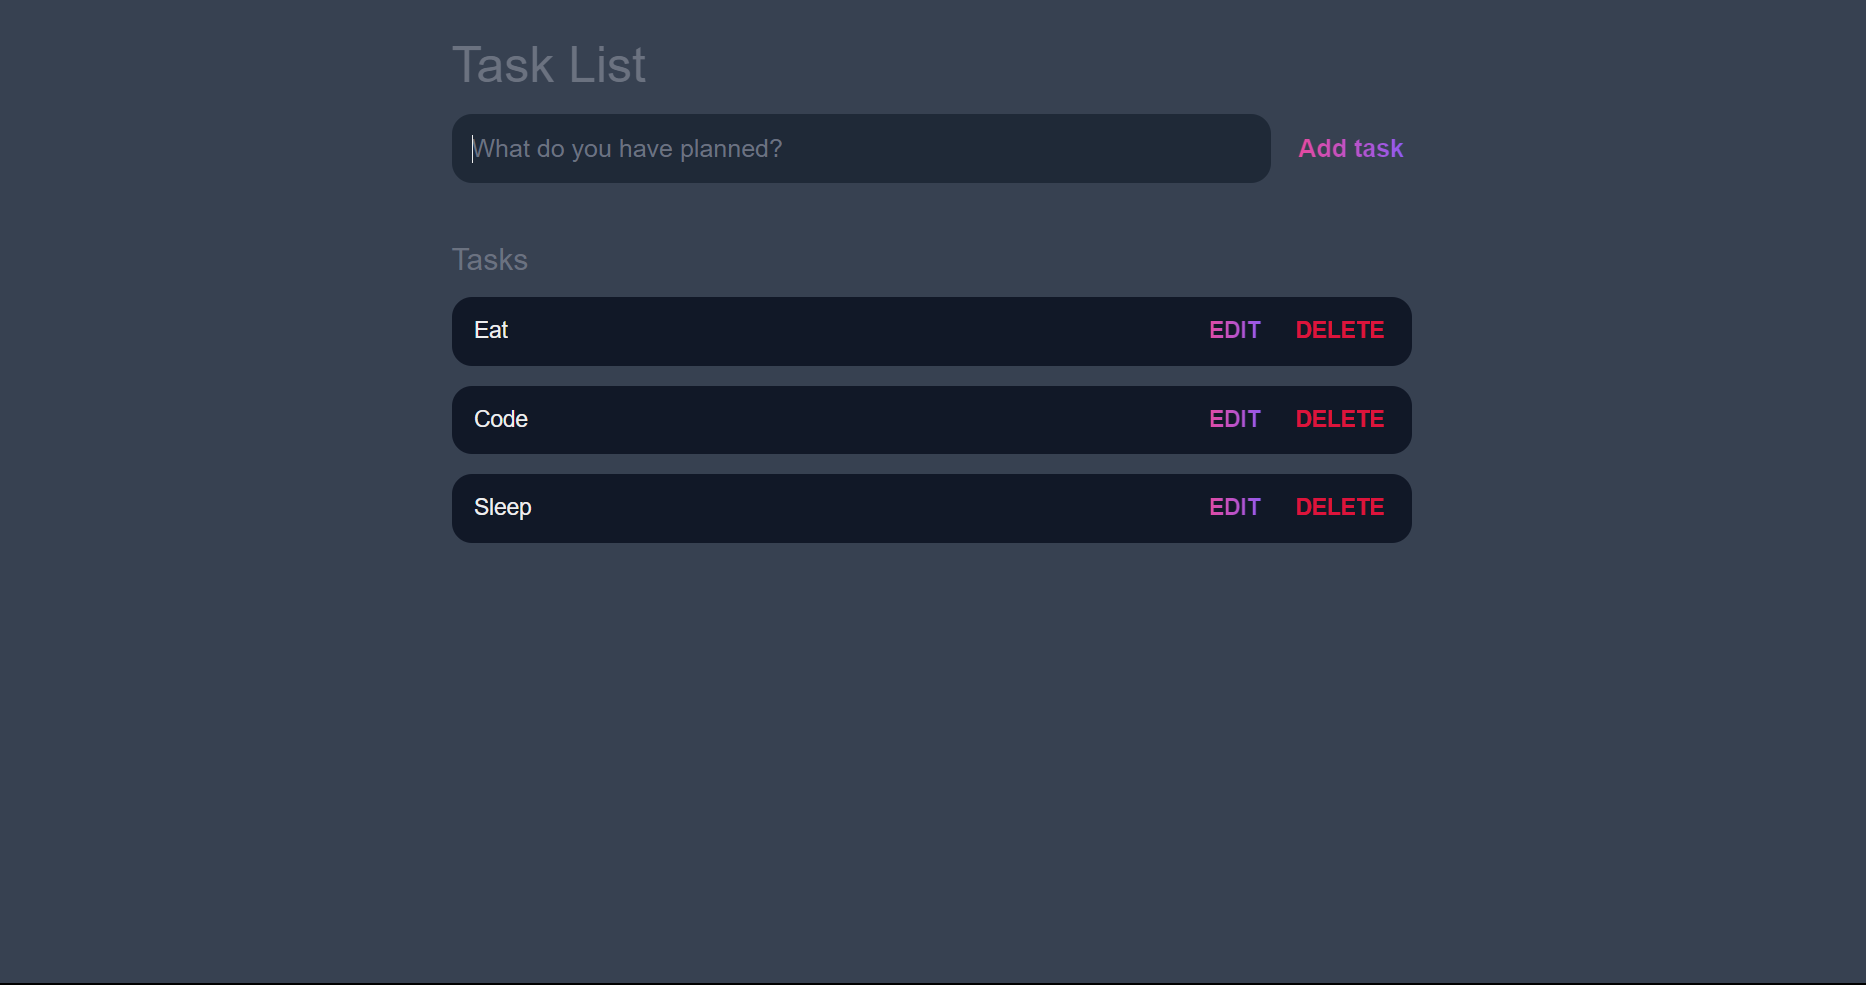 Task List
What do you have planned? Add task
Tasks
Eat EDIT DELETE
Code EDIT DELETE
Sleep EDIT DELETE